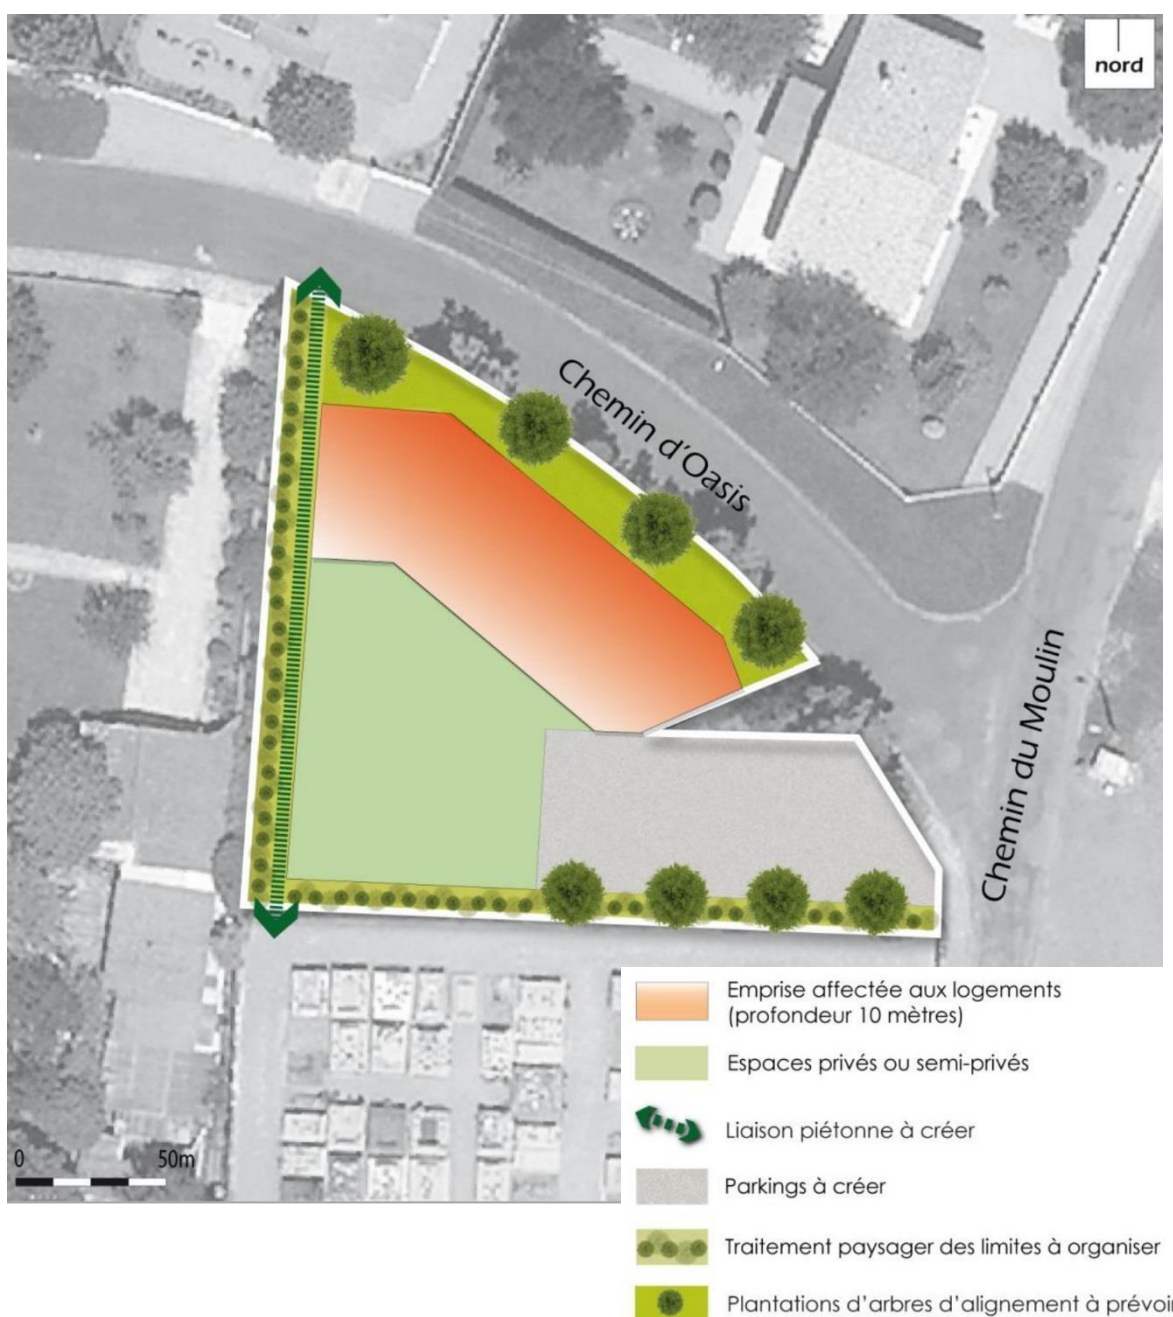 nord
Chemin d'Oasis
Chemin du Moulin
0 50m
Emprise affectée aux logements
(profondeur 10 mètres)
Espaces privés ou semi-privés
Liaison piétonne à créer
Parkings à créer
Traitement paysager des limites à organiser
Plantations d'arbres d'alignement à prévoir